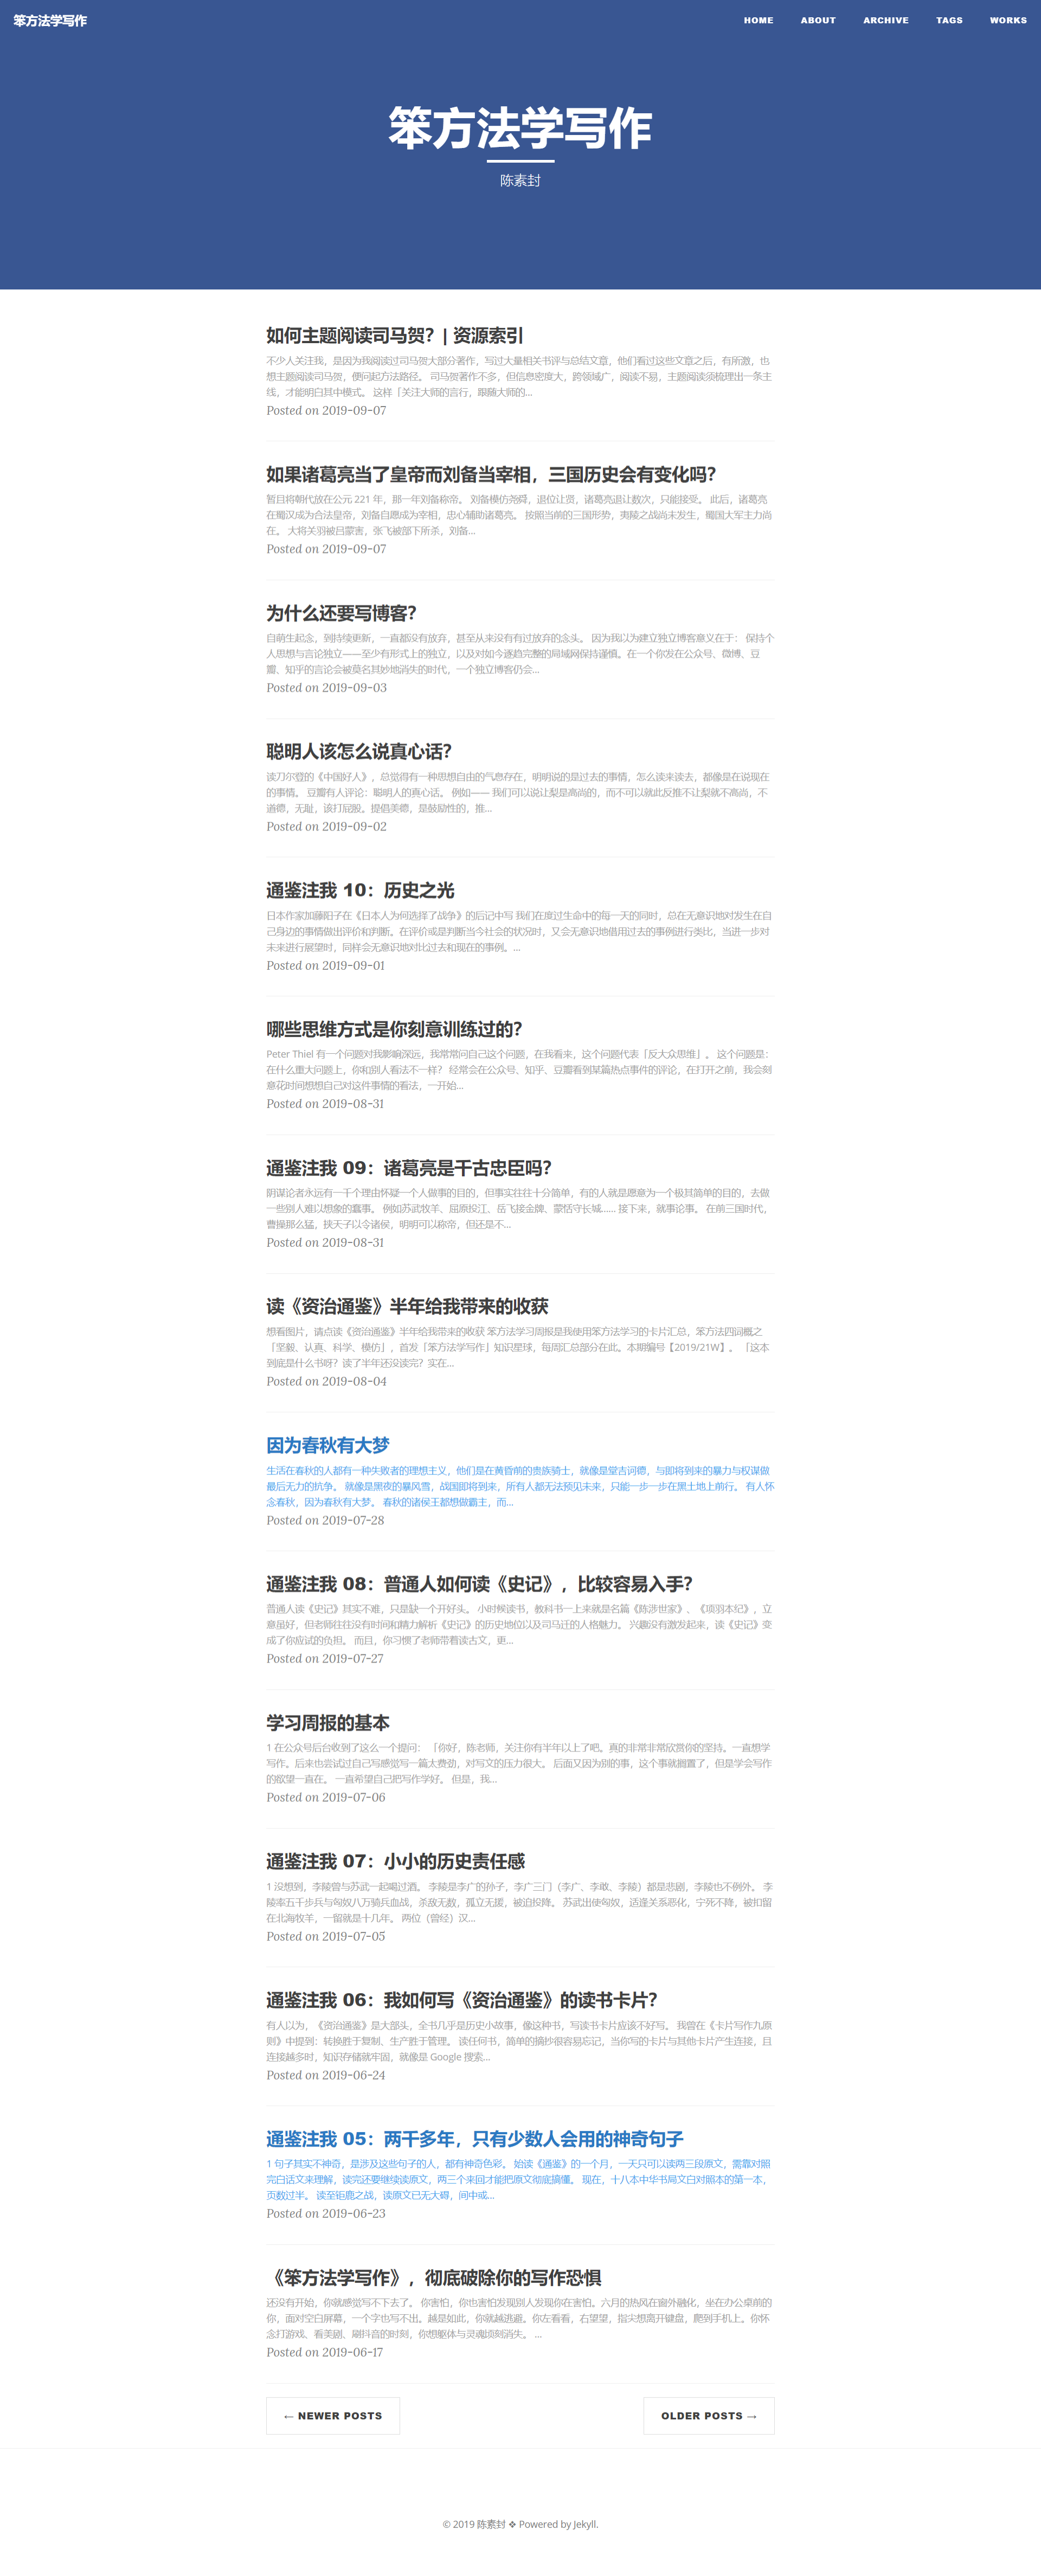 笨方法学写作
HOME ABOUT ARCHIVE TAGS WORKS
笨方法学写作
陈素封
如何主题阅读司马贺？| 资源索引
不少人关注我，是因为我阅读过司马贺大部分著作，写过大量相关书评与总结文章，他们看过这些文章之后，有所激，也
想主题阅读司马贺，便问起方法路径。 司马贺著作不多，但信息密度大，跨领域广，阅读不易，主题阅读须梳理出一条主
线，才能明白其中模式。 这样「关注大师的言行，跟随大师的...
Posted on 2019-09-07
如果诸葛亮当了皇帝而刘备当宰相，三国历史会有变化吗？
暂且将朝代放在公元 221 年，那一年刘备称帝。 刘备模仿尧舜，退位让贤，诸葛亮退让数次，只能接受。 此后，诸葛亮
在蜀汉成为合法皇帝，刘备自愿成为宰相，忠心辅助诸葛亮。 按照当前的三国形势，夷陵之战尚未发生，蜀国大军主力尚
在。 大将关羽被吕蒙害，张飞被部下所杀，刘备...
Posted on 2019-09-07
为什么还要写博客？
自萌生起念，到持续更新，一直都没有放弃，甚至从来没有有过放弃的念头。 因为我以为建立独立博客意义在于： 保持个
人思想与言论独立——至少有形式上的独立，以及对如今逐趋完整的局域网保持谨慎。在一个你发在公众号、微博、豆
瓣、知乎的言论会被莫名其妙地消失的时代，一个独立博客仍会...
Posted on 2019-09-03
聪明人该怎么说真心话？
读刀尔登的《中国好人》，总觉得有一种思想自由的气息存在，明明说的是过去的事情，怎么读来读去，都像是在说现在
的事情。 豆瓣有人评论：聪明人的真心话。 例如—— 我们可以说让梨是高尚的，而不可以就此反推不让梨就不高尚，不
道德，无耻，该打屁股。提倡美德，是鼓励性的，推...
Posted on 2019-09-02
通鉴注我 10：历史之光
日本作家加藤阳子在《日本人为何选择了战争》的后记中写 我们在度过生命中的每一天的同时，总在无意识地对发生在自
己身边的事情做出评价和判断。在评价或是判断当今社会的状况时，又会无意识地借用过去的事例进行类比，当进一步对
未来进行展望时，同样会无意识地对比过去和现在的事例。...
Posted on 2019-09-01
哪些思维方式是你刻意训练过的？
Peter Thiel 有一个问题对我影响深远，我常常问自己这个问题，在我看来，这个问题代表「反大众思维」。 这个问题是：
在什么重大问题上，你和别人看法不一样？ 经常会在公众号、知乎、豆瓣看到某篇热点事件的评论，在打开之前，我会刻
意花时间想想自己对这件事情的看法，一开始...
Posted on 2019-08-31
通鉴注我 09：诸葛亮是千古忠臣吗？
阴谋论者永远有一千个理由怀疑一个人做事的目的，但事实往往十分简单，有的人就是愿意为一个极其简单的目的，去做
一些别人难以想象的蠢事。 例如苏武牧羊、屈原投江、岳飞接金牌、蒙恬守长城…… 接下来，就事论事。 在前三国时代，
曹操那么猛，挟天子以令诸侯，明明可以称帝，但还是不...
Posted on 2019-08-31
读《资治通鉴》半年给我带来的收获
想看图片，请点读《资治通鉴》半年给我带来的收获 笨方法学习周报是我使用笨方法学习的卡片汇总，笨方法四词概之
「坚毅、认真、科学、模仿」，首发「笨方法学写作」知识星球，每周汇总部分在此。本期编号【2019/21W】。 「这本
到底是什么书呀？读了半年还没读完？实在...
Posted on 2019-08-04
因为春秋有大梦
生活在春秋的人都有一种失败者的理想主义，他们是在黄昏前的贵族骑士，就像是堂吉诃德，与即将到来的暴力与权谋做
最后无力的抗争。 就像是黑夜的暴风雪，战国即将到来，所有人都无法预见未来，只能一步一步在黑土地上前行。 有人怀
念春秋，因为春秋有大梦。 春秋的诸侯王都想做霸主，而...
Posted on 2019-07-28
通鉴注我 08：普通人如何读《史记》，比较容易入手？
普通人读《史记》其实不难，只是缺一个开好头。 小时候读书，教科书一上来就是名篇《陈涉世家》、《项羽本纪》，立
意虽好，但老师往往没有时间和精力解析《史记》的历史地位以及司马迁的人格魅力。 兴趣没有激发起来，读《史记》变
成了你应试的负担。 而且，你习惯了老师带着读古文，更...
Posted on 2019-07-27
学习周报的基本
1 在公众号后台收到了这么一个提问： 「你好，陈老师，关注你有半年以上了吧。真的非常非常欣赏你的坚持。一直想学
写作。后来也尝试过自己写感觉写一篇太费劲，对写文的压力很大。 后面又因为别的事，这个事就搁置了，但是学会写作
的欲望一直在。 一直希望自己把写作学好。 但是，我...
Posted on 2019-07-06
通鉴注我 07：小小的历史责任感
1 没想到，李陵曾与苏武一起喝过酒。 李陵是李广的孙子，李广三门（李广、李敢、李陵）都是悲剧，李陵也不例外。 李
陵率五千步兵与匈奴八万骑兵血战，杀敌无数，孤立无援，被迫投降。 苏武出使匈奴，适逢关系恶化，宁死不降，被扣留
在北海牧羊，一留就是十几年。 两位（曾经）汉...
Posted on 2019-07-05
通鉴注我 06：我如何写《资治通鉴》的读书卡片？
有人以为，《资治通鉴》是大部头，全书几乎是历史小故事，像这种书，写读书卡片应该不好写。 我曾在《卡片写作九原
则》中提到：转换胜于复制、生产胜于管理。 读任何书，简单的摘抄很容易忘记，当你写的卡片与其他卡片产生连接，且
连接越多时，知识存储就牢固，就像是 Google 搜索...
Posted on 2019-06-24
通鉴注我 05：两千多年，只有少数人会用的神奇句子
1 句子其实不神奇，是涉及这些句子的人，都有神奇色彩。 始读《通鉴》的一个月，一天只可以读两三段原文，需靠对照
完白话文来理解，读完还要继续读原文，两三个来回才能把原文彻底搞懂。 现在，十八本中华书局文白对照本的第一本，
页数过半。 读至钜鹿之战，读原文已无大碍，间中或...
Posted on 2019-06-23
《笨方法学写作》，彻底破除你的写作恐惧
还没有开始，你就感觉写不下去了。 你害怕，你也害怕发现别人发现你在害怕。六月的热风在窗外融化，坐在办公桌前的
你，面对空白屏幕，一个字也写不出。越是如此，你就越逃避。你左看看，右望望，指尖想离开键盘，爬到手机上。你怀
念打游戏、看美剧、刷抖音的时刻，你想躯体与灵魂顷刻消失。 ...
Posted on 2019-06-17
← NEWER POSTS OLDER POSTS →
© 2019 陈素封 ❖ Powered by Jekyll.